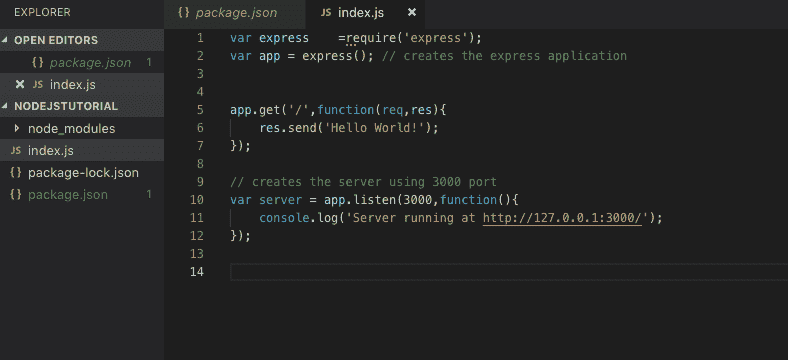 EXPLORER
OPEN EDITORS
{ } package.json 1
× JS index.js
NODEJSTUTORIAL
node_modules
JS index.js
{ } package-lock.json
{ } package.json 1
{ } package.json JS index.js ×
1 var express    =require('express');
2 var app = express(); // creates the express application
3
4
5 app.get('/',function(req,res){
6     res.send('Hello World!');
7 });
8
9 // creates the server using 3000 port
10 var server = app.listen(3000,function(){
11     console.log('Server running at http://127.0.0.1:3000/');
12 });
13
14